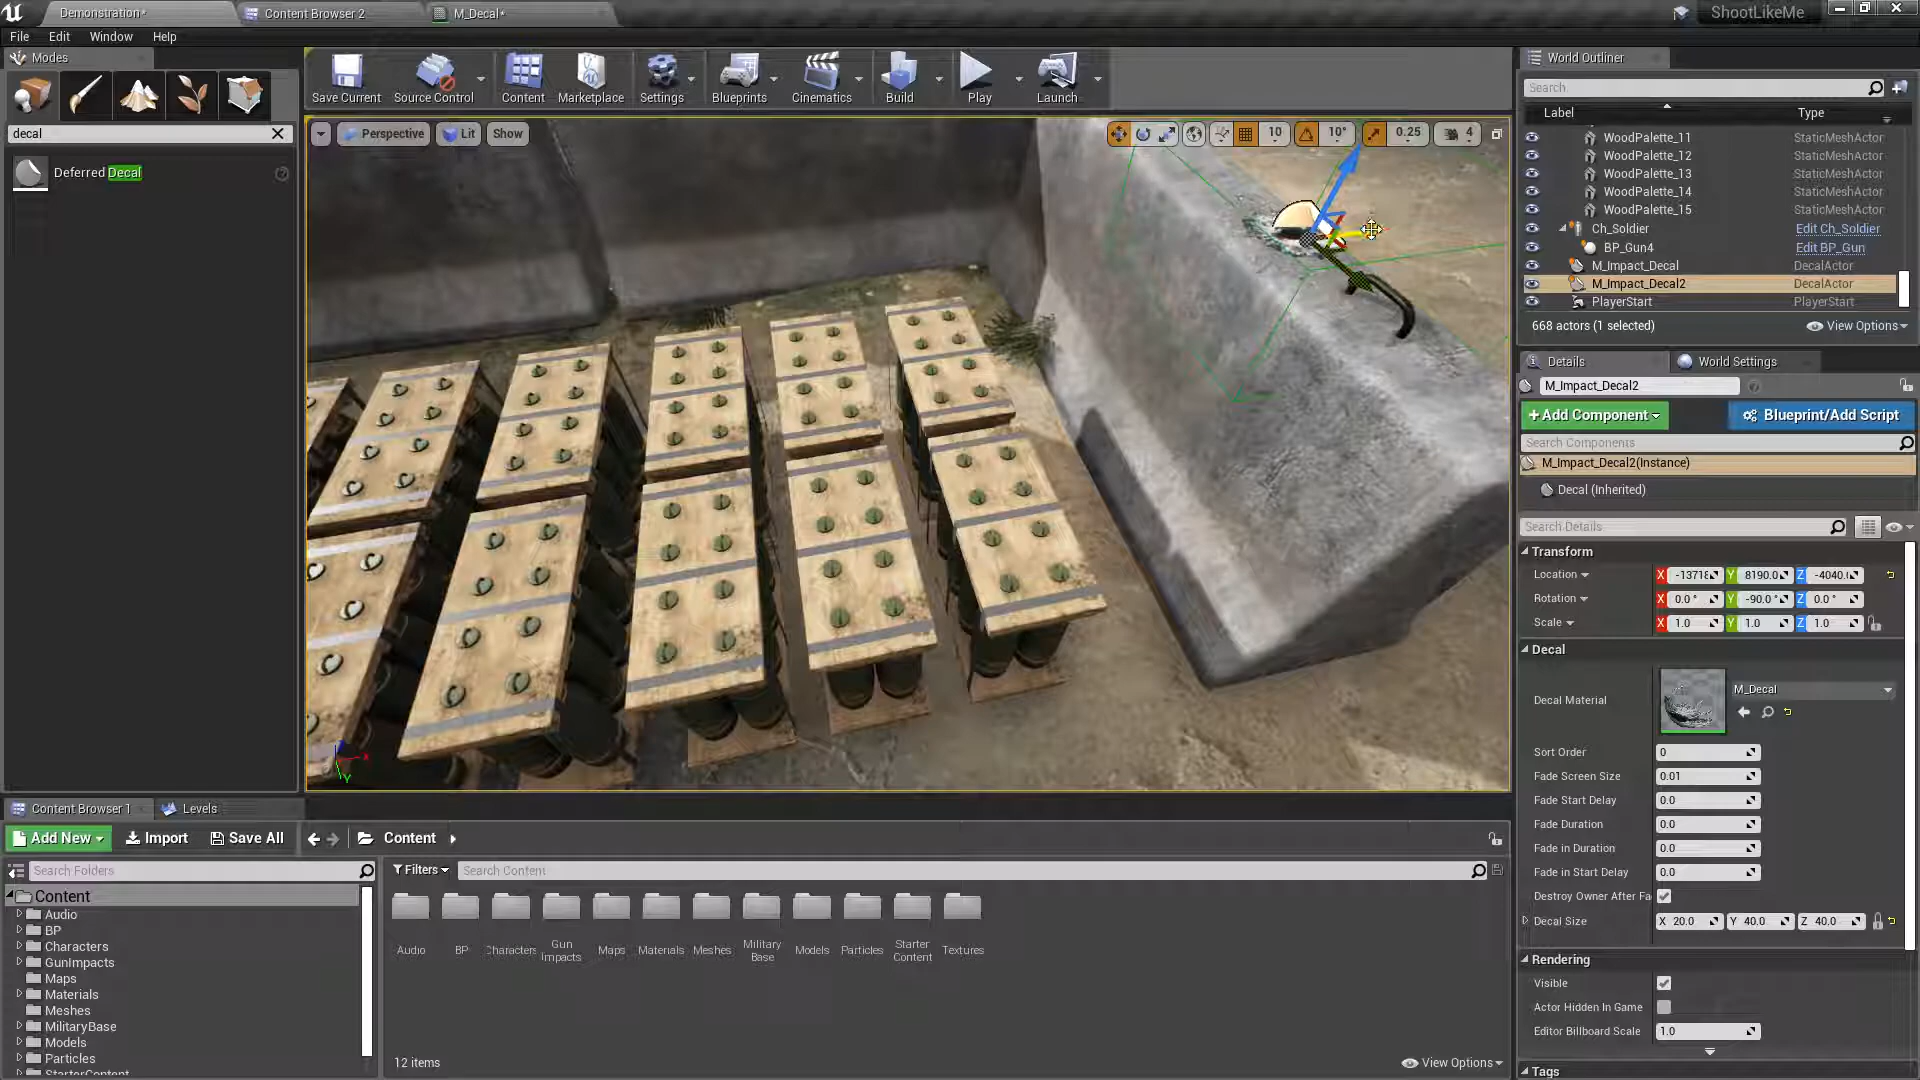 Demonstration*
Content Browser 2
M_Decal*
ShootLikeMe
File Edit Window Help
Modes
Save Current
Source Control
Content
Marketplace
Settings
Blueprints
Cinematics
Build
Play
Launch
decal
Deferred Decal
Perspective
Lit
Show
10
10°
0.25
4
World Outliner
Search
Label Type
WoodPalette_11 StaticMeshActor
WoodPalette_12 StaticMeshActor
WoodPalette_13 StaticMeshActor
WoodPalette_14 StaticMeshActor
WoodPalette_15 StaticMeshActor
Ch_Soldier Edit Ch_Soldier
BP_Gun4 Edit BP_Gun
M_Impact_Decal DecalActor
M_Impact_Decal2 DecalActor
PlayerStart PlayerStart
668 actors (1 selected) View Options
Details World Settings
M_Impact_Decal2
+Add Component Blueprint/Add Script
Search Components
M_Impact_Decal2(Instance)
Decal (Inherited)
Search Details
Transform
Location X -13718 Y 8190.0 Z -4040.
Rotation X 0.0° Y -90.0° Z 0.0°
Scale X 1.0 Y 1.0 Z 1.0
Decal
Decal Material M_Decal
Sort Order 0
Fade Screen Size 0.01
Fade Start Delay 0.0
Fade Duration 0.0
Fade in Duration 0.0
Fade in Start Delay 0.0
Destroy Owner After Fa
Decal Size X 20.0 Y 40.0 Z 40.0
Rendering
Visible
Actor Hidden In Game
Editor Billboard Scale 1.0
Tags
X
Y
Content Browser 1 Levels
Add New Import Save All Content
Search Folders
Filters Search Content
Content
Audio
BP
Characters
GunImpacts
Maps
Materials
Meshes
MilitaryBase
Models
Particles
StarterContent
Audio
BP
Characters
Gun
Impacts
Maps
Materials
Meshes
Military
Base
Models
Particles
Starter
Content
Textures
12 items View Options